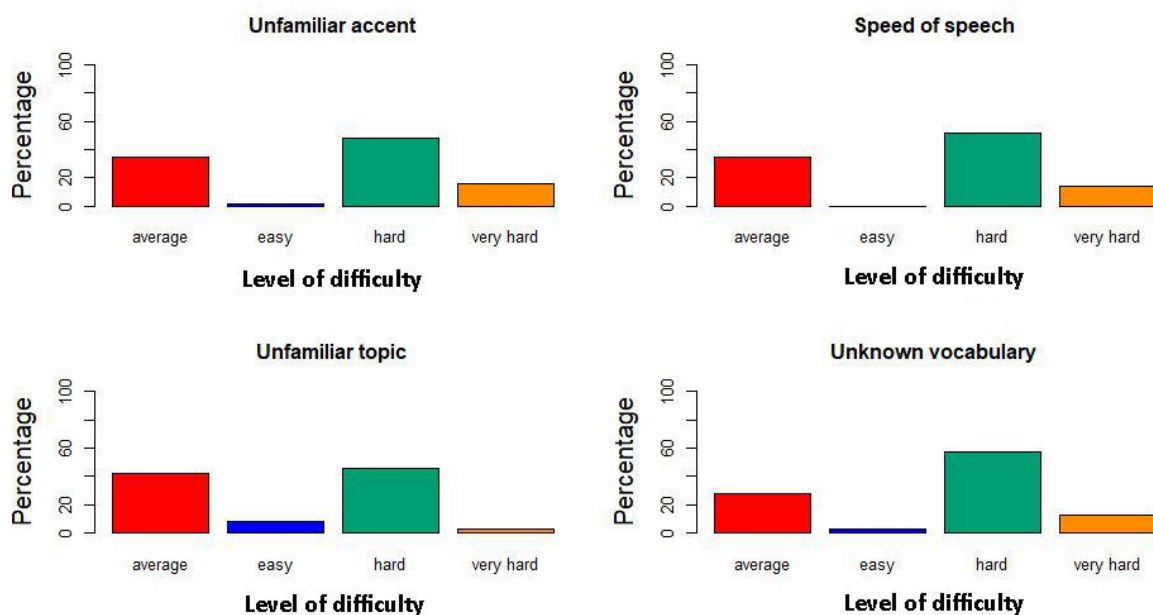 Unfamiliar accent
Percentage
100
60
20
0
average easy hard very hard
Level of difficulty
Speed of speech
Percentage
100
60
20
0
average easy hard very hard
Level of difficulty
Unfamiliar topic
Percentage
100
60
20
0
average easy hard very hard
Level of difficulty
Unknown vocabulary
Percentage
100
60
20
0
average easy hard very hard
Level of difficulty